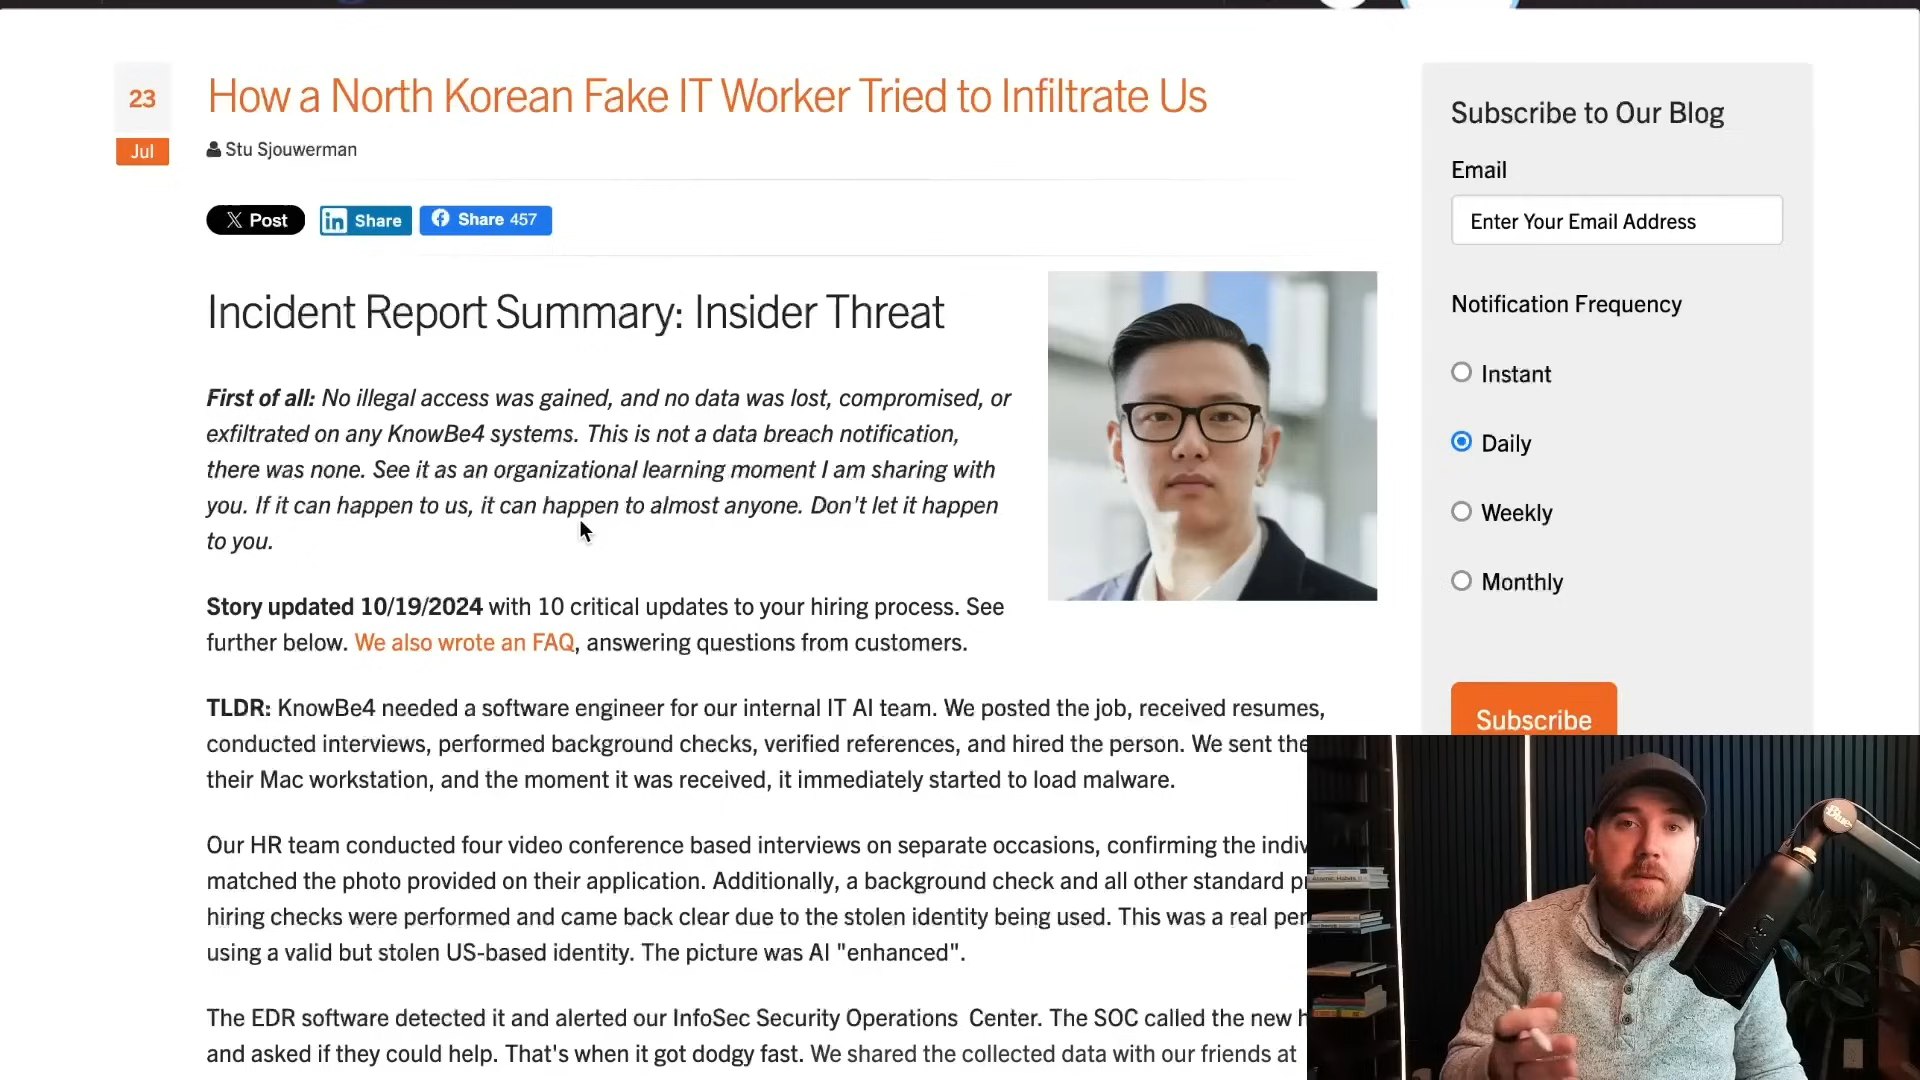 23
Jul
How a North Korean Fake IT Worker Tried to Infiltrate Us
Stu Sjouwerman
X Post
in Share
Share 457
Incident Report Summary: Insider Threat
First of all: No illegal access was gained, and no data was lost, compromised, or
exfiltrated on any KnowBe4 systems. This is not a data breach notification,
there was none. See it as an organizational learning moment I am sharing with
you. If it can happen to us, it can happen to almost anyone. Don't let it happen
to you.
Story updated 10/19/2024 with 10 critical updates to your hiring process. See
further below. We also wrote an FAQ, answering questions from customers.
TLDR: KnowBe4 needed a software engineer for our internal IT AI team. We posted the job, received resumes,
conducted interviews, performed background checks, verified references, and hired the person. We sent the
their Mac workstation, and the moment it was received, it immediately started to load malware.
Our HR team conducted four video conference based interviews on separate occasions, confirming the indiv
matched the photo provided on their application. Additionally, a background check and all other standard p
hiring checks were performed and came back clear due to the stolen identity being used. This was a real per
using a valid but stolen US-based identity. The picture was AI "enhanced".
The EDR software detected it and alerted our InfoSec Security Operations Center. The SOC called the new h
and asked if they could help. That's when it got dodgy fast. We shared the collected data with our friends at
Subscribe to Our Blog
Email
Enter Your Email Address
Notification Frequency
Instant
Daily
Weekly
Monthly
Subscribe
Blue